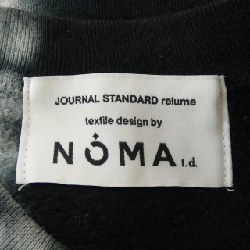 JOURNAL STANDARD relume
textile design by
NOMA t.d.